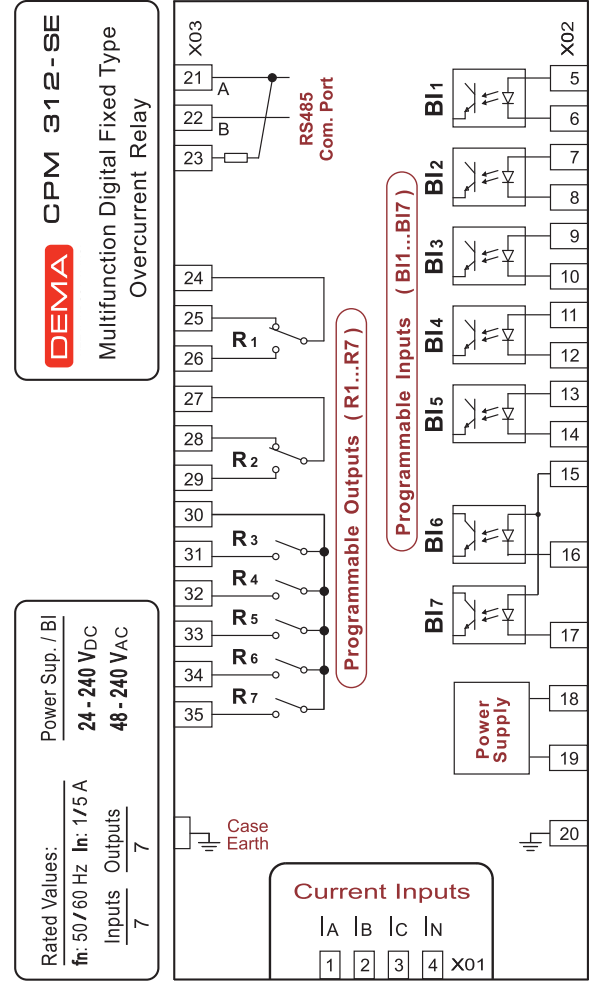 DEMA CPM 312-SE
Multifunction Digital Fixed Type
Overcurrent Relay
Rated Values:
fn: 50/60 Hz In: 1/5 A
Inputs Outputs
7 7
Power Sup. / BI
24 - 240 VDC
48 - 240 VAC
X03
21
A
22
B
23
RS485
Com. Port
24
25
26
R1
27
28
29
R2
30
31
R3
32
R4
33
R5
34
R6
35
R7
Programmable Outputs ( R1...R7 )
Programmable Inputs ( BI1...BI7 )
X02
BI1
5
6
BI2
7
8
BI3
9
10
BI4
11
12
BI5
13
14
15
BI6
16
BI7
17
Power
Supply
18
19
20
Case
Earth
Current Inputs
IA IB IC IN
1 2 3 4 X01